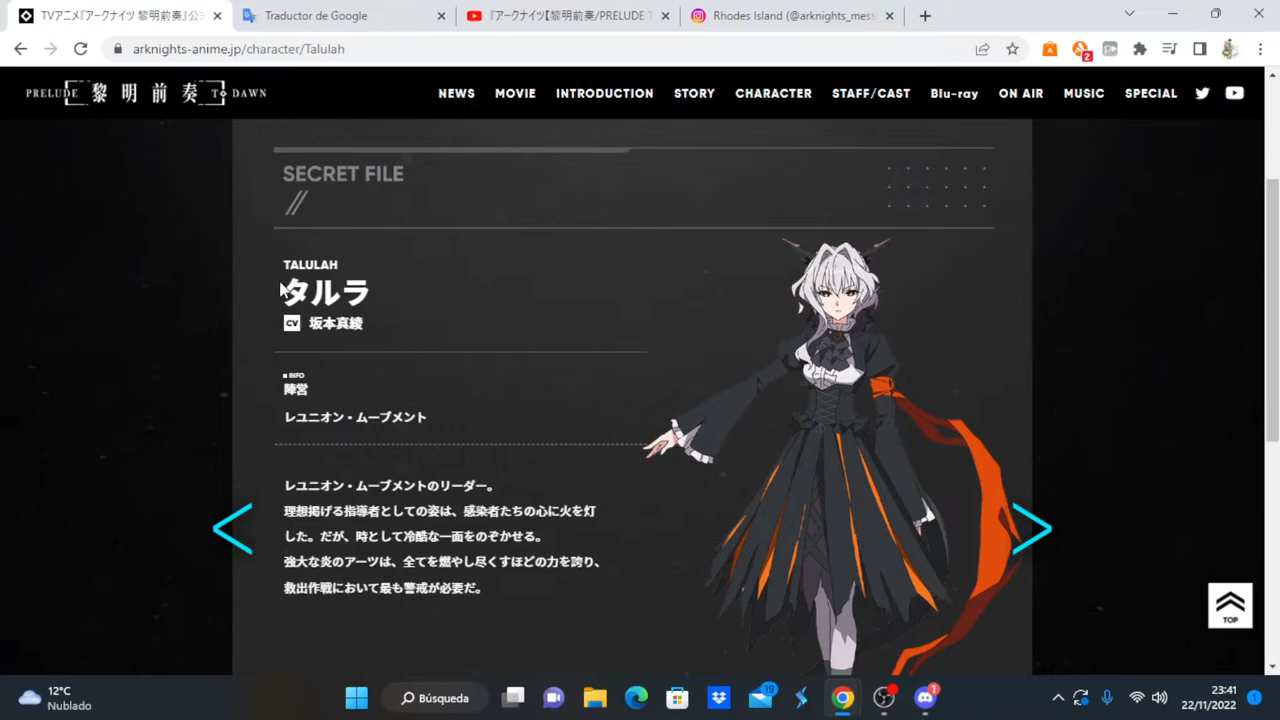 TVアニメ『アークナイツ 黎明前奏』公
Traductor de Google
『アークナイツ【黎明前奏/PRELUDE T
Rhodes Island (@arknights_mess
arknights-anime.jp/character/Talulah
2
PRELUDE 黎明前奏 TO DAWN
NEWS MOVIE INTRODUCTION STORY CHARACTER STAFF/CAST Blu-ray ON AIR MUSIC SPECIAL
SECRET FILE
//
TALULAH
タルラ
CV 坂本真綾
INFO
陣営
レユニオン・ムーブメント
レユニオン・ムーブメントのリーダー。
理想掲げる指導者としての姿は、感染者たちの心に火を灯
した。だが、時として冷酷な一面をのぞかせる。
強大な炎のアーツは、全てを燃やし尽くすほどの力を誇り、
救出作戦において最も警戒が必要だ。
TOP
12°C
Nublado
Búsqueda
19
1
23:41
22/11/2022
1